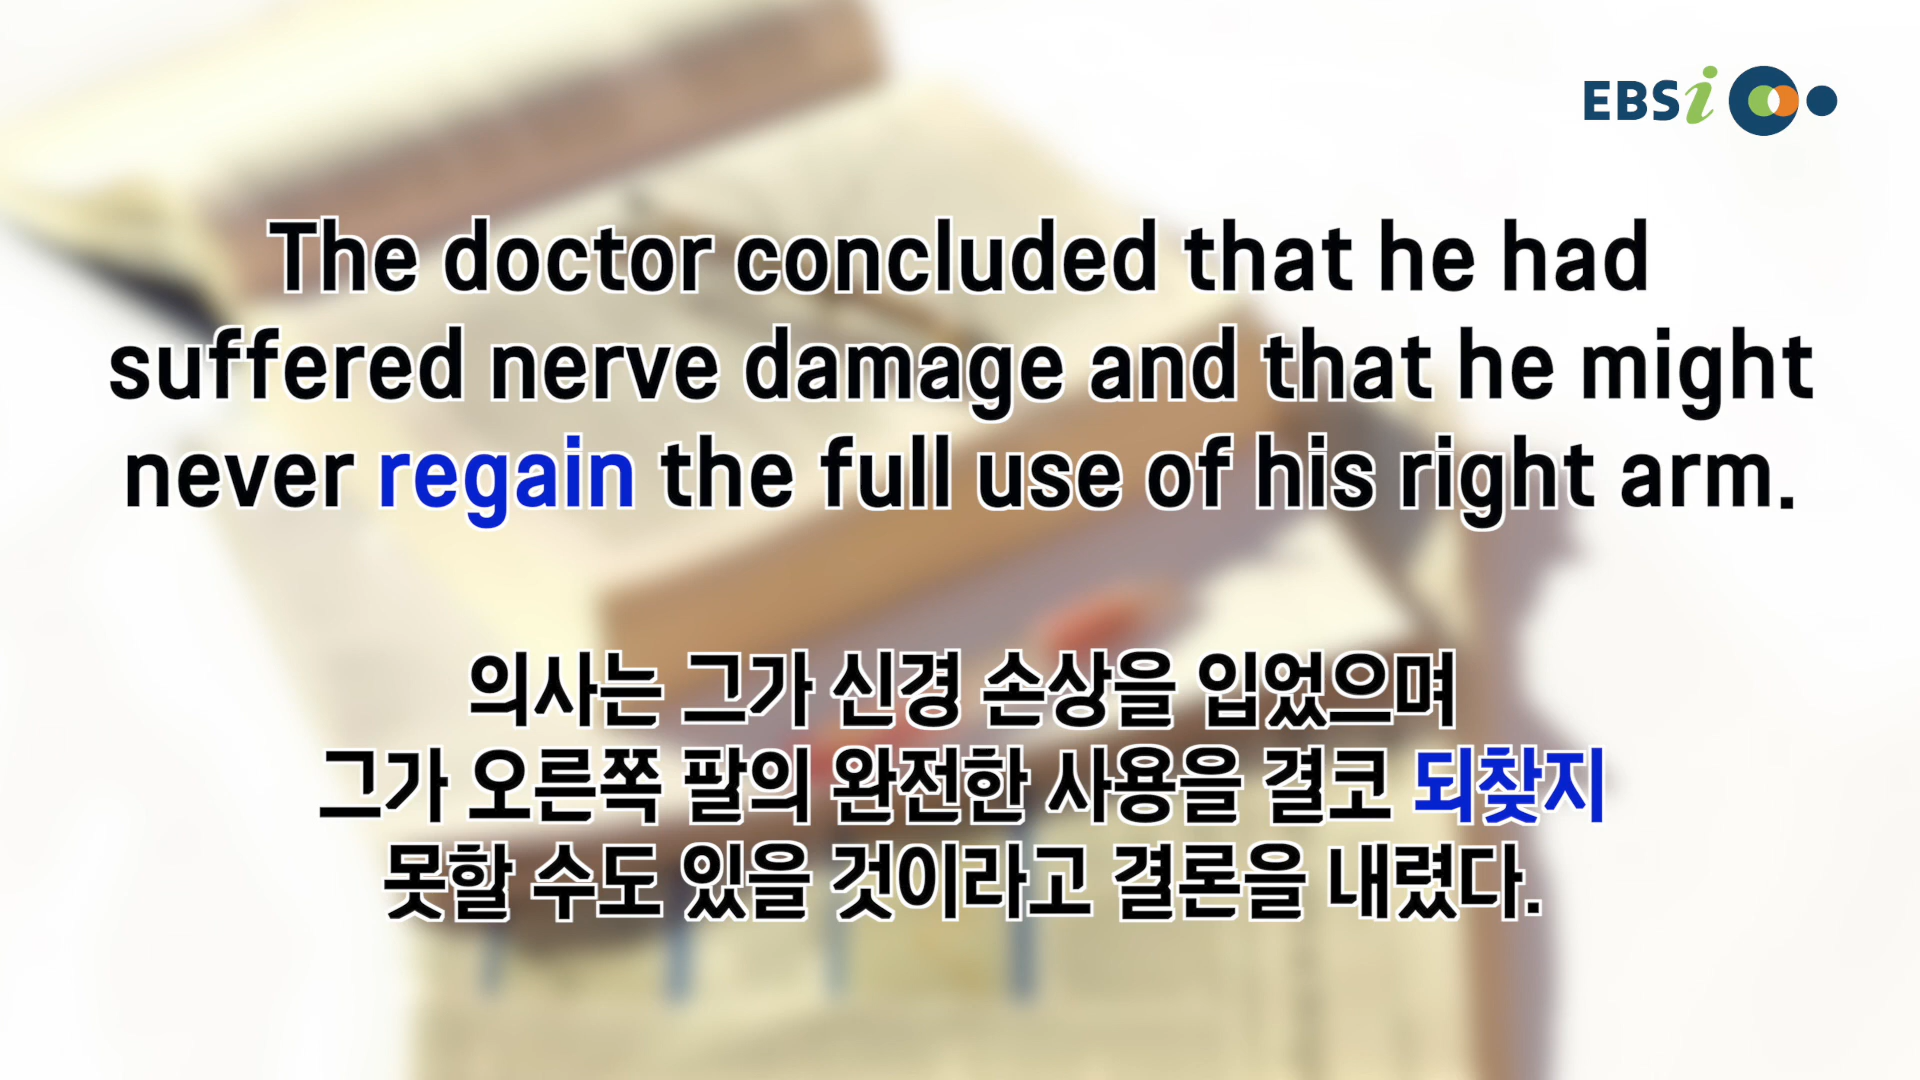 EBSi
The doctor concluded that he had
suffered nerve damage and that he might
never regain the full use of his right arm.
의사는 그가 신경 손상을 입었으며
그가 오른쪽 팔의 완전한 사용을 결코 되찾지
못할 수도 있을 것이라고 결론을 내렸다.